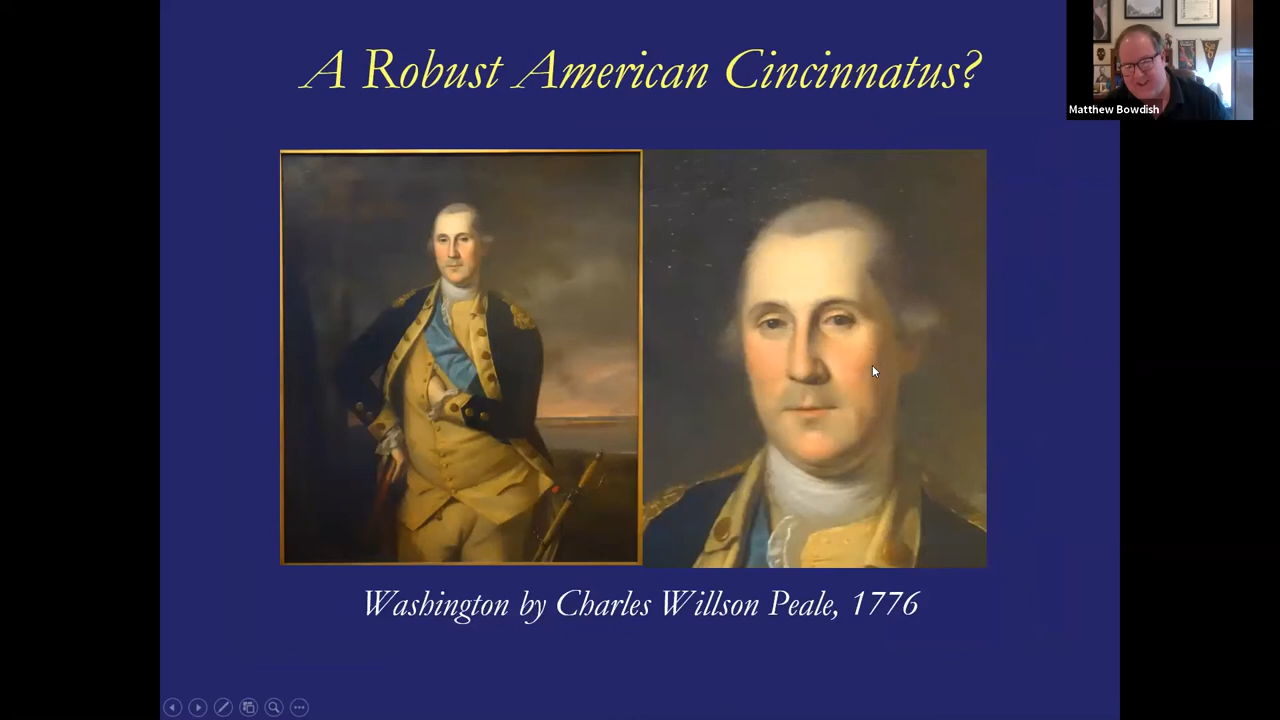 A Robust American Cincinnatus?
Matthew Bowdish
Washington by Charles Willson Peale, 1776